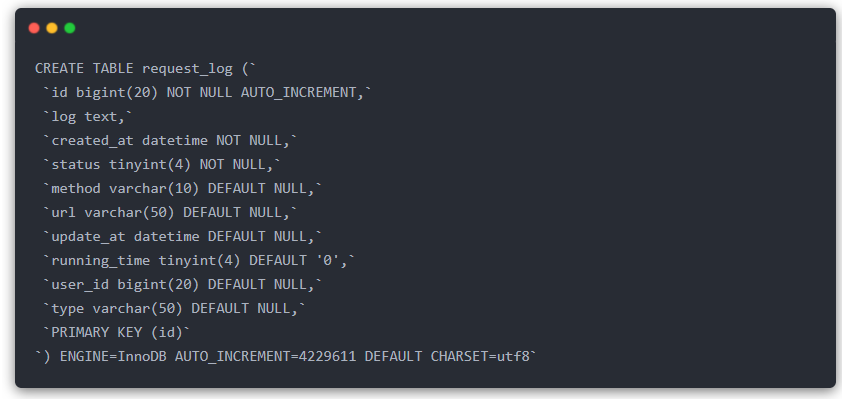 CREATE TABLE request_log (`
`id bigint(20) NOT NULL AUTO_INCREMENT,`
`log text,`
`created_at datetime NOT NULL,`
`status tinyint(4) NOT NULL,`
`method varchar(10) DEFAULT NULL,`
`url varchar(50) DEFAULT NULL,`
`update_at datetime DEFAULT NULL,`
`running_time tinyint(4) DEFAULT '0',`
`user_id bigint(20) DEFAULT NULL,`
`type varchar(50) DEFAULT NULL,`
`PRIMARY KEY (id)`
`) ENGINE=InnoDB AUTO_INCREMENT=4229611 DEFAULT CHARSET=utf8`